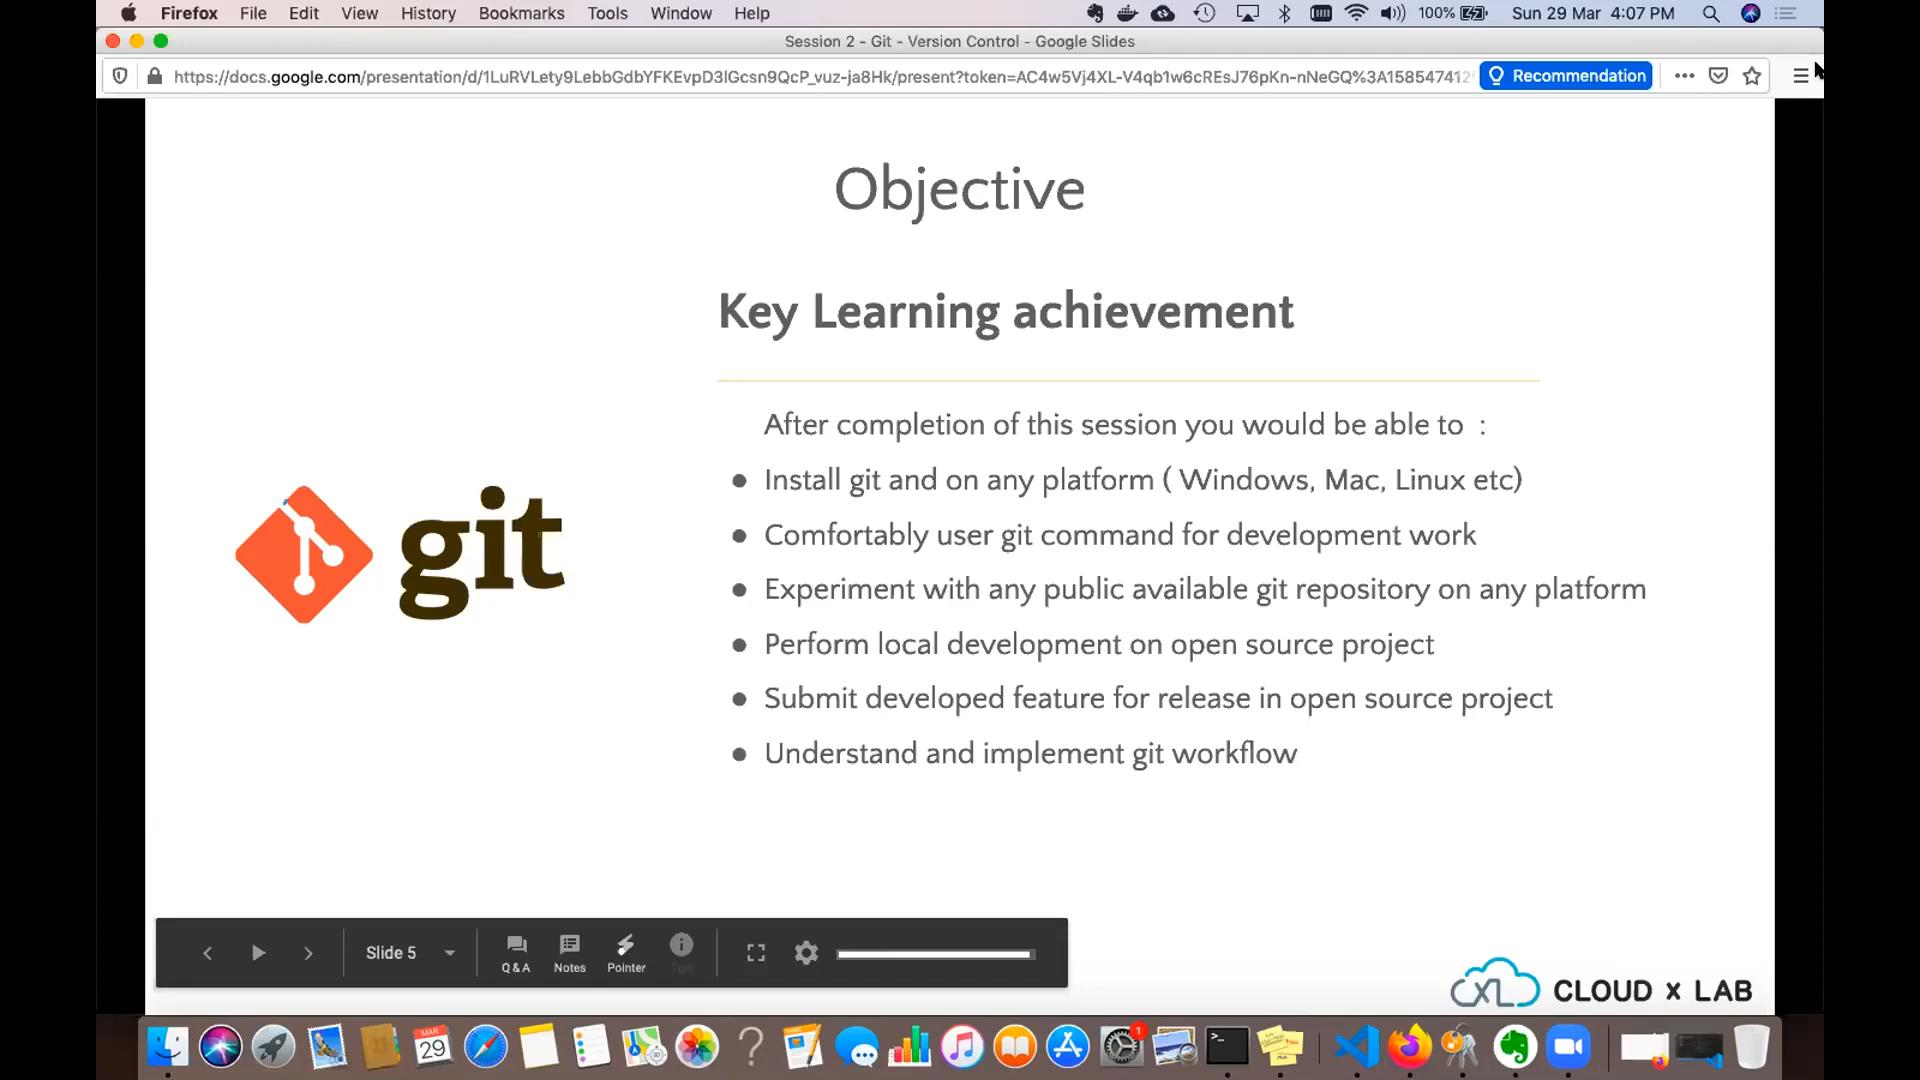 Firefox File Edit View History Bookmarks Tools Window Help 100% Sun 29 Mar 4:07 PM
Session 2 - Git - Version Control - Google Slides
https://docs.google.com/presentation/d/1LuRVLety9LebbGdbYFKEvpD3lGcsn9QcP_vuz-ja8Hk/present?token=AC4w5Vj4XL-V4qb1w6cREsJ76pKn-nNeGQ%3A158547412 Recommendation
Objective
Key Learning achievement
After completion of this session you would be able to :
● Install git and on any platform ( Windows, Mac, Linux etc)
● Comfortably user git command for development work
● Experiment with any public available git repository on any platform
● Perform local development on open source project
● Submit developed feature for release in open source project
● Understand and implement git workflow
git
Slide 5
Q & A Notes Pointer Tips
CLOUD x LAB
MAR
29
1